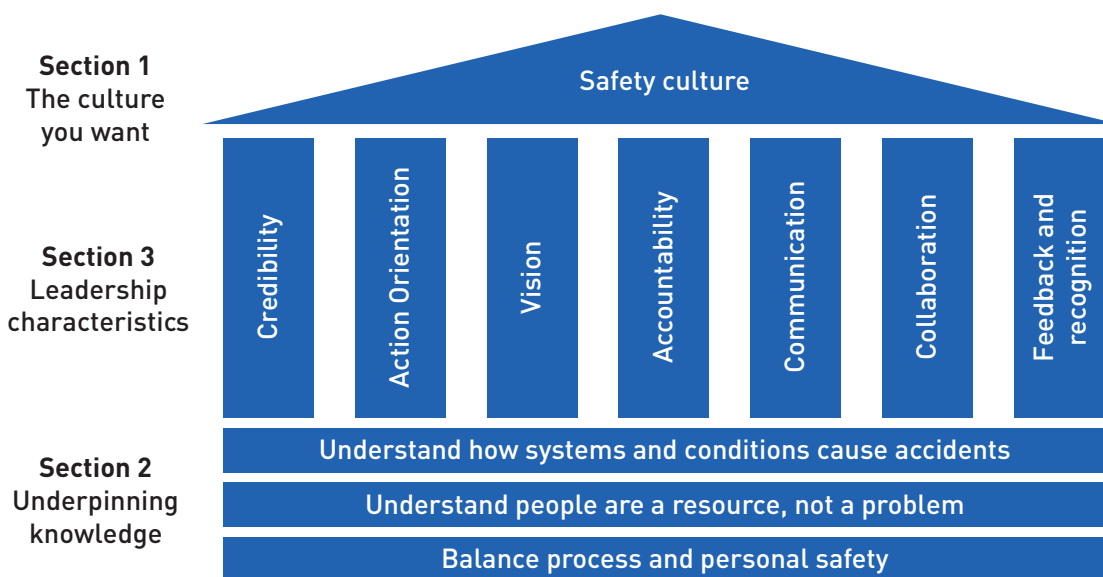 Section 1
The culture
you want
Safety culture
Section 3
Leadership
characteristics
Credibility
Action Orientation
Vision
Accountability
Communication
Collaboration
Feedback and
recognition
Section 2
Underpinning
knowledge
Understand how systems and conditions cause accidents
Understand people are a resource, not a problem
Balance process and personal safety